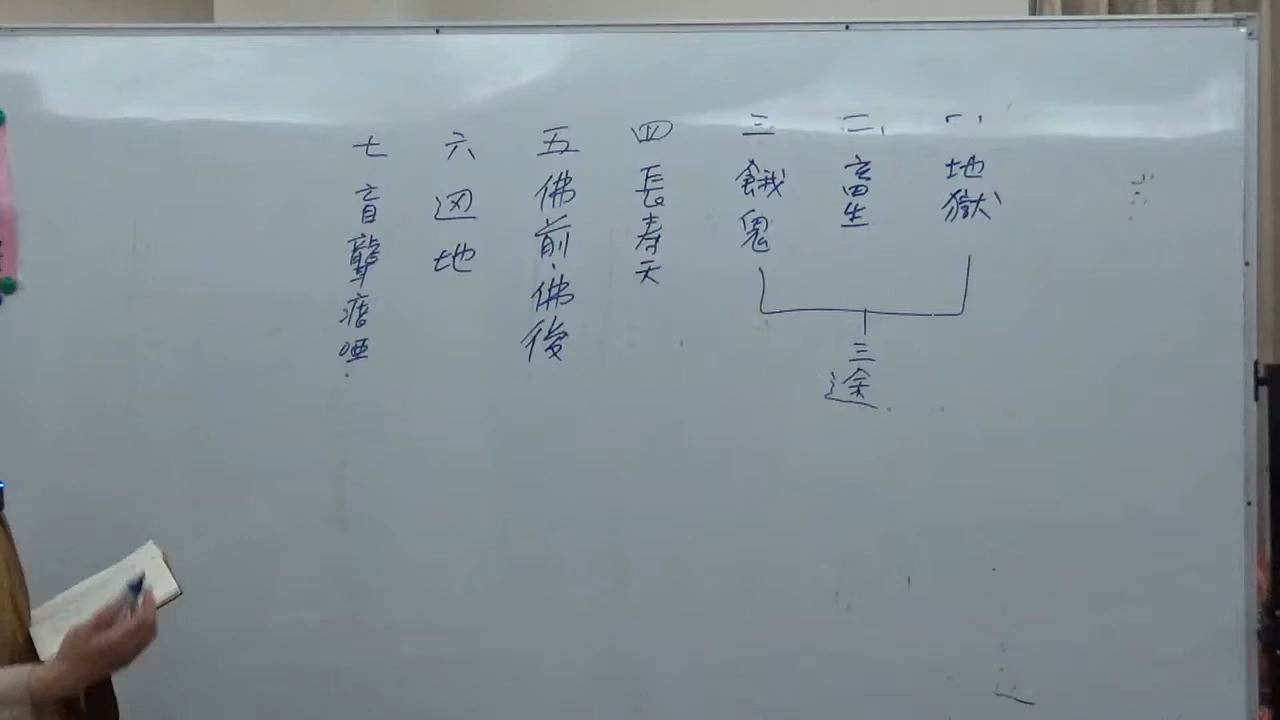 一、地獄
二、畜生
三 餓鬼
三途
四 長壽天
五 佛前、佛後
六 边地
七 盲聾瘖啞